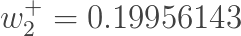 w_2^+ = 0.19956143